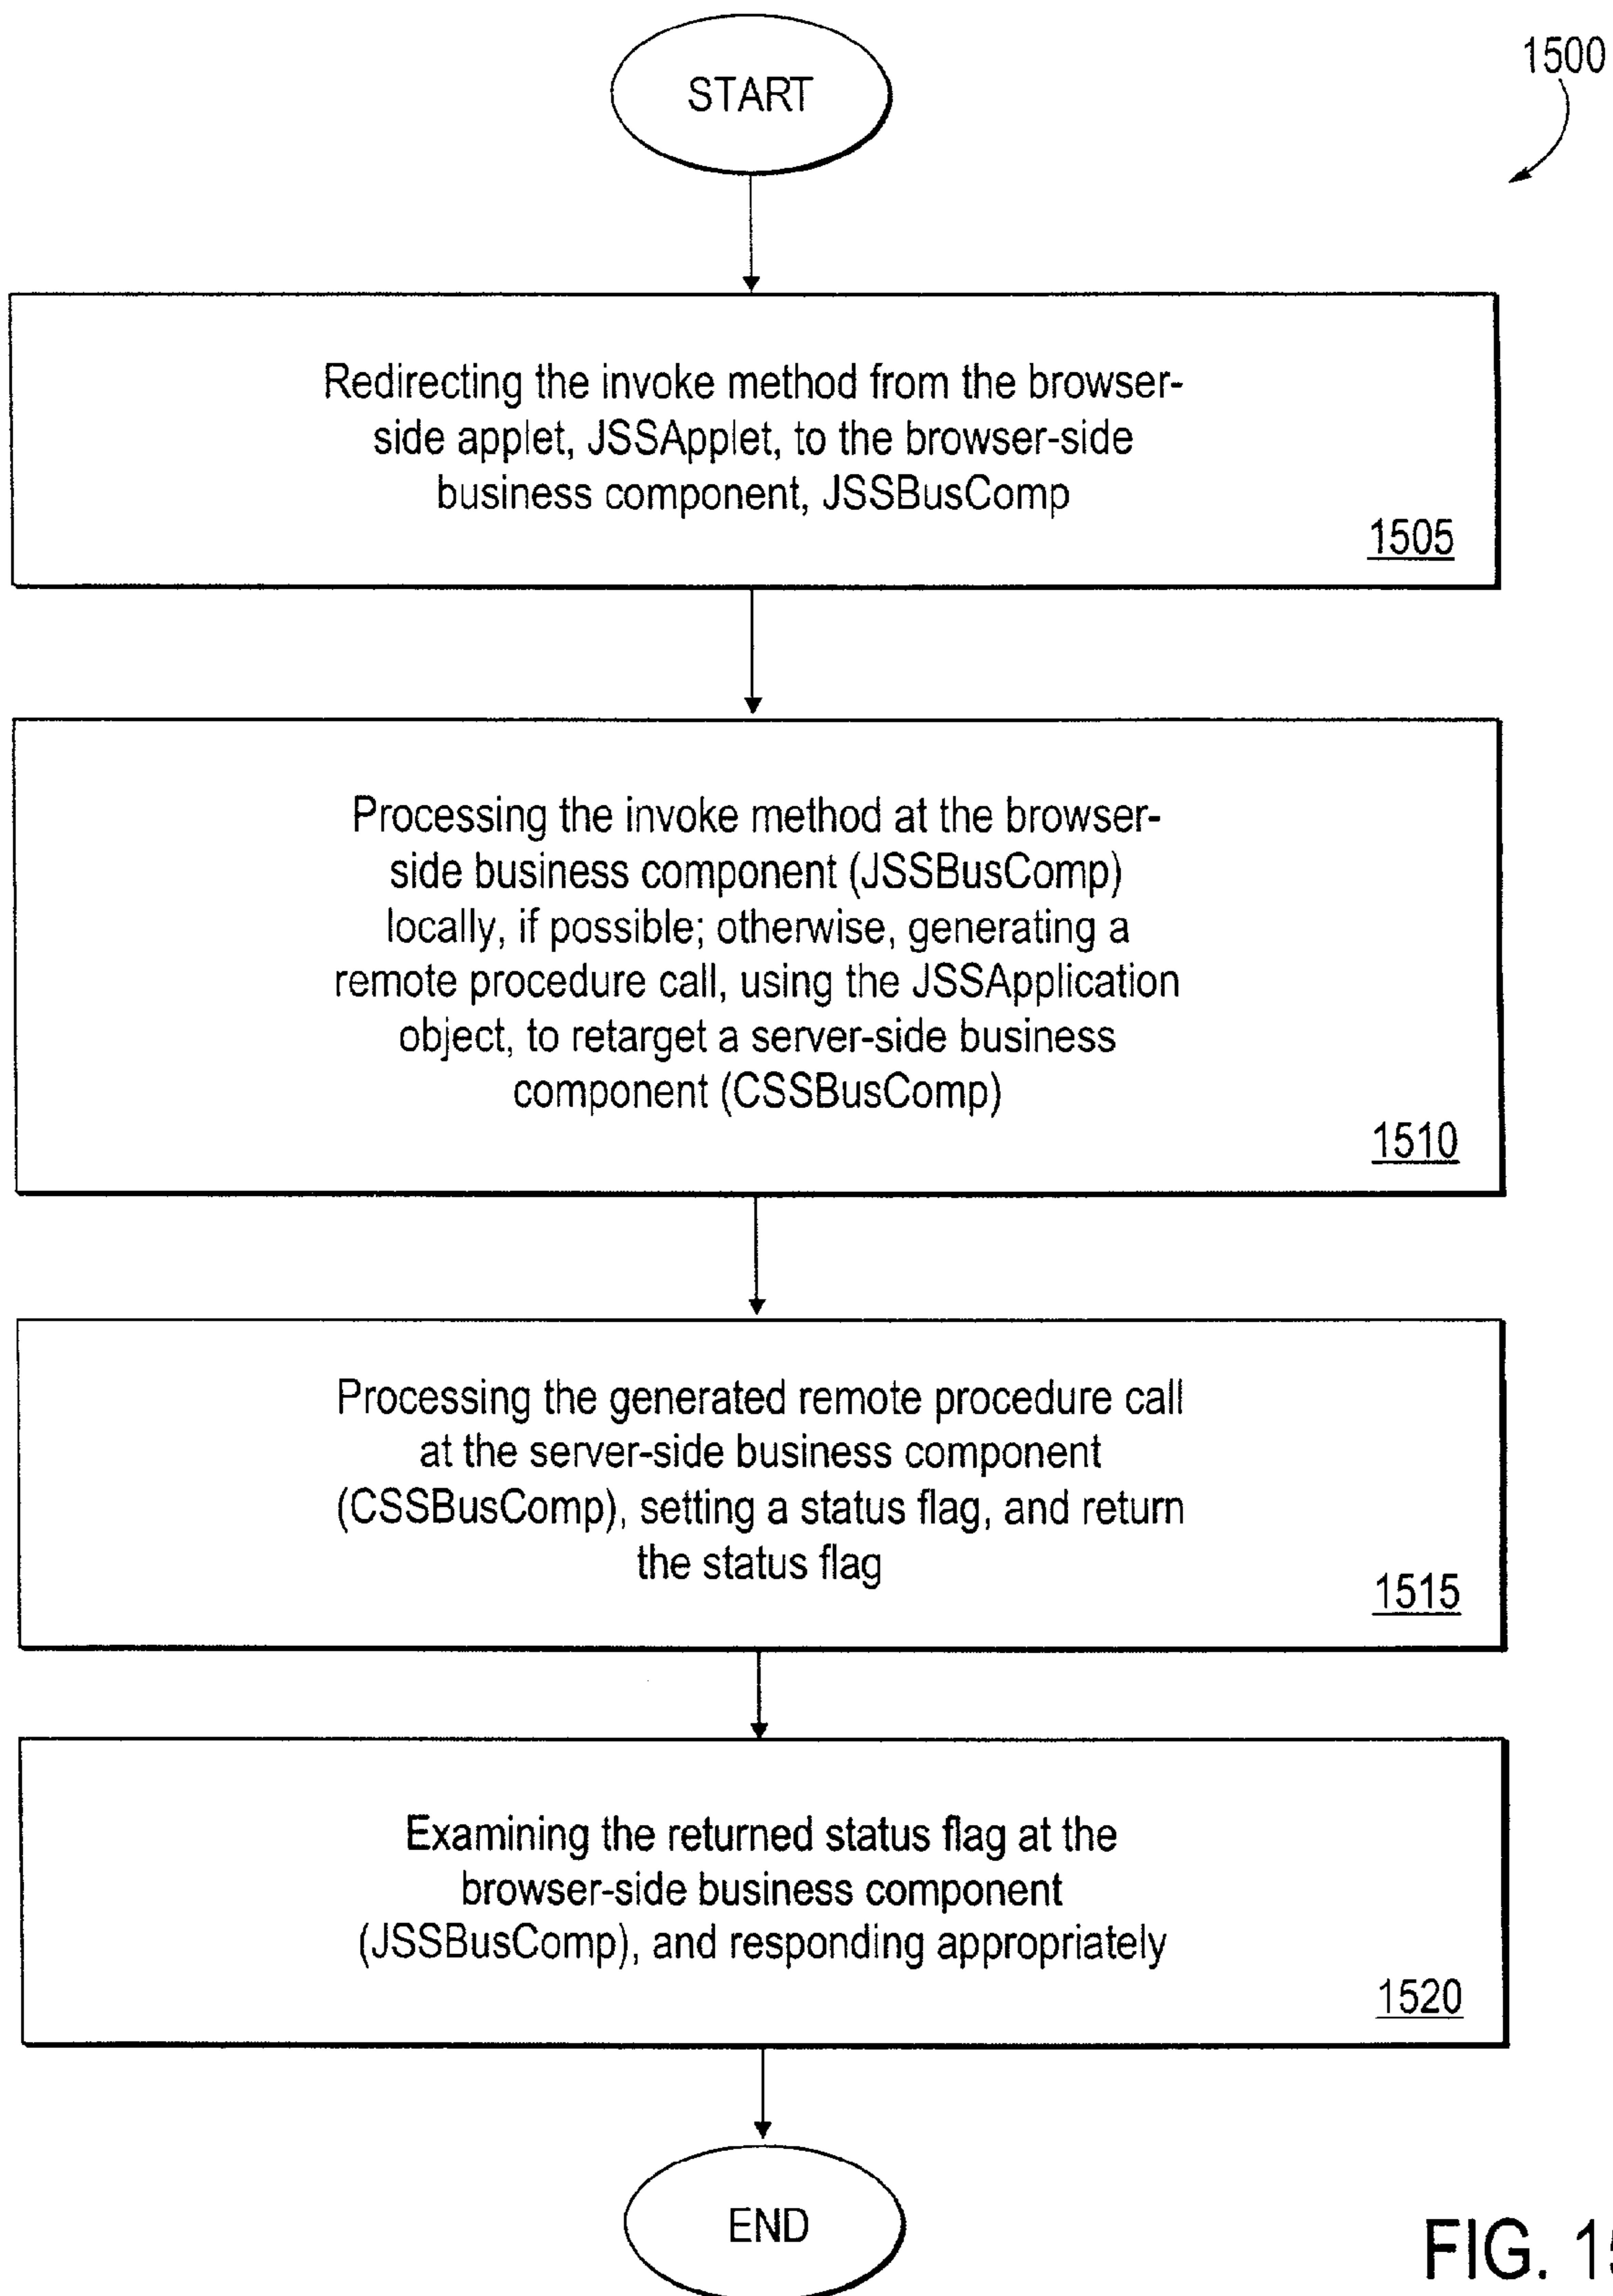 START
1500
Redirecting the invoke method from the browser-
side applet, JSSApplet, to the browser-side
business component, JSSBusComp
1505
Processing the invoke method at the browser-
side business component (JSSBusComp)
locally, if possible; otherwise, generating a
remote procedure call, using the JSSApplication
object, to retarget a server-side business
component (CSSBusComp)
1510
Processing the generated remote procedure call
at the server-side business component
(CSSBusComp), setting a status flag, and return
the status flag
1515
Examining the returned status flag at the
browser-side business component
(JSSBusComp), and responding appropriately
1520
END
FIG. 15